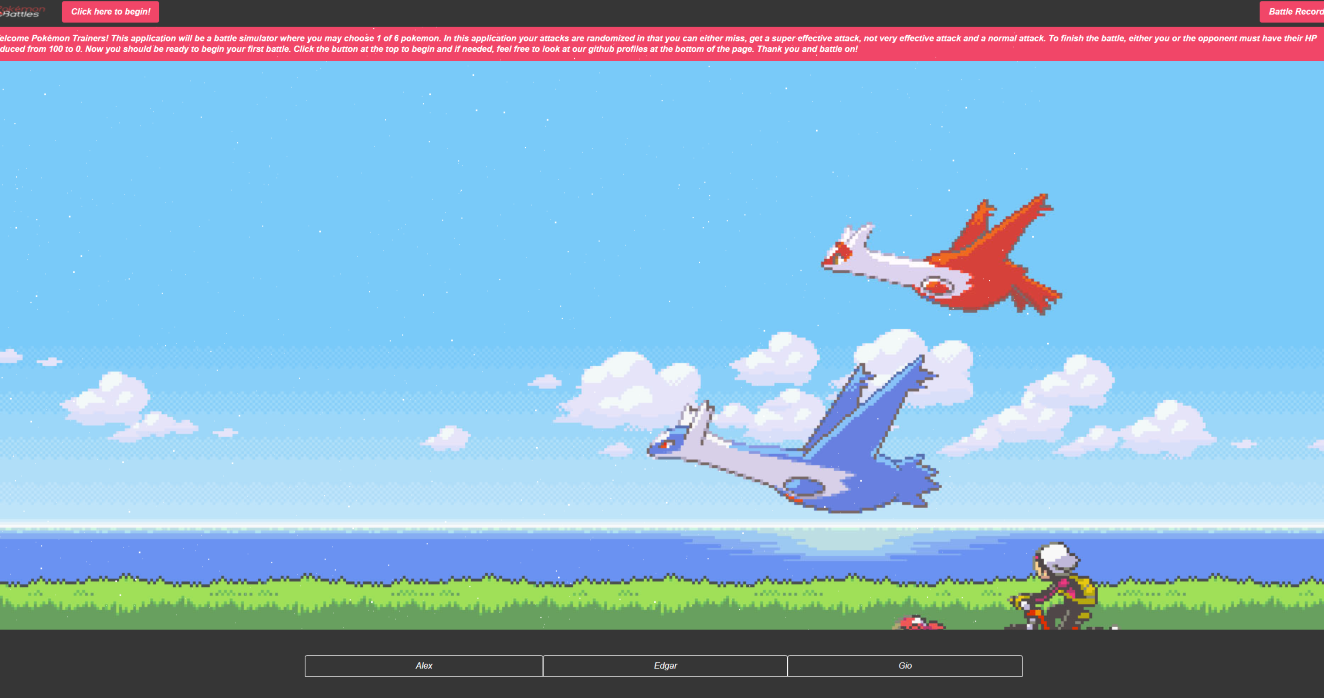 Pokémon
Battles
Click here to begin!
Battle Record
elcome Pokémon Trainers! This application will be a battle simulator where you may choose 1 of 6 pokemon. In this application your attacks are randomized in that you can either miss, get a super effective attack, not very effective attack and a normal attack. To finish the battle, either you or the opponent must have their HP
duced from 100 to 0. Now you should be ready to begin your first battle. Click the button at the top to begin and if needed, feel free to look at our github profiles at the bottom of the page. Thank you and battle on!
Alex
Edgar
Gio